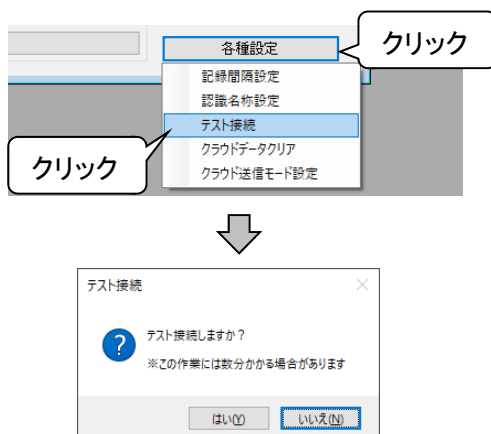 各種設定
クリック
記録間隔設定
認識名称設定
テスト接続
クラウドデータクリア
クラウド送信モード設定
クリック
テスト接続
テスト接続しますか？
※この作業には数分かかる場合があります
はい(Y)
いいえ(N)